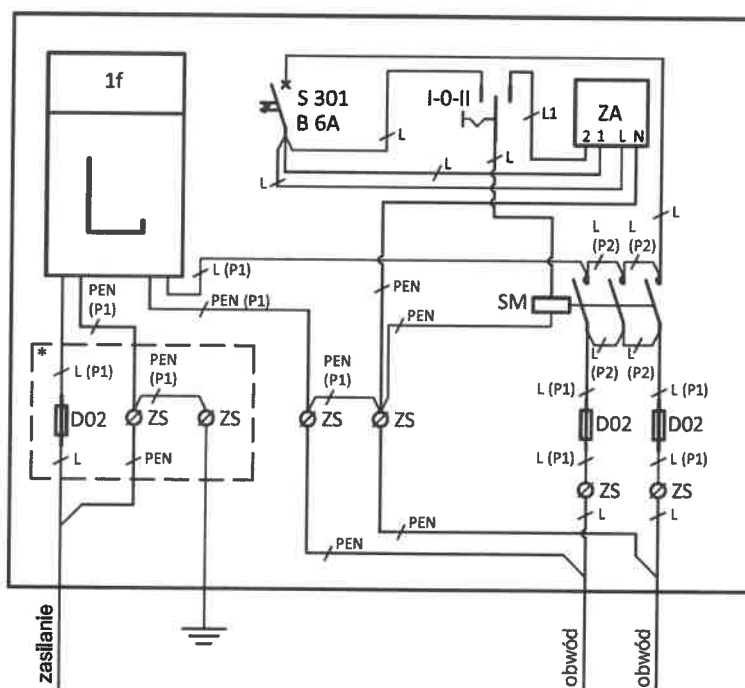 1f
S 301
B 6A
I-0-II
L1
ZA
2 1 L N
L
L
L
L
L
L (P1)
L
(P2)
L
(P2)
PEN
(P1)
PEN (P1)
PEN
SM
PEN
*
L (P1)
PEN
(P1)
PEN
(P1)
L
(P2)
L
(P2)
L (P1)
L (P1)
D02
ZS
ZS
ZS
ZS
D02
D02
L
PEN
L (P1)
L (P1)
ZS
ZS
L
L
PEN
PEN
zasilanie
obwód
obwód